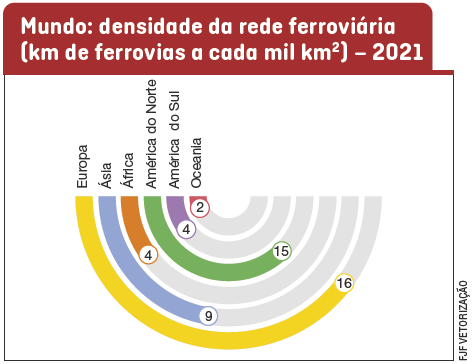 Mundo: densidade da rede ferroviária
(km de ferrovias a cada mil km²) – 2021
Europa
Ásia
África
América do Norte
América do Sul
Oceania
2
4
15
4
16
9
FJF VETORIZAÇÃO